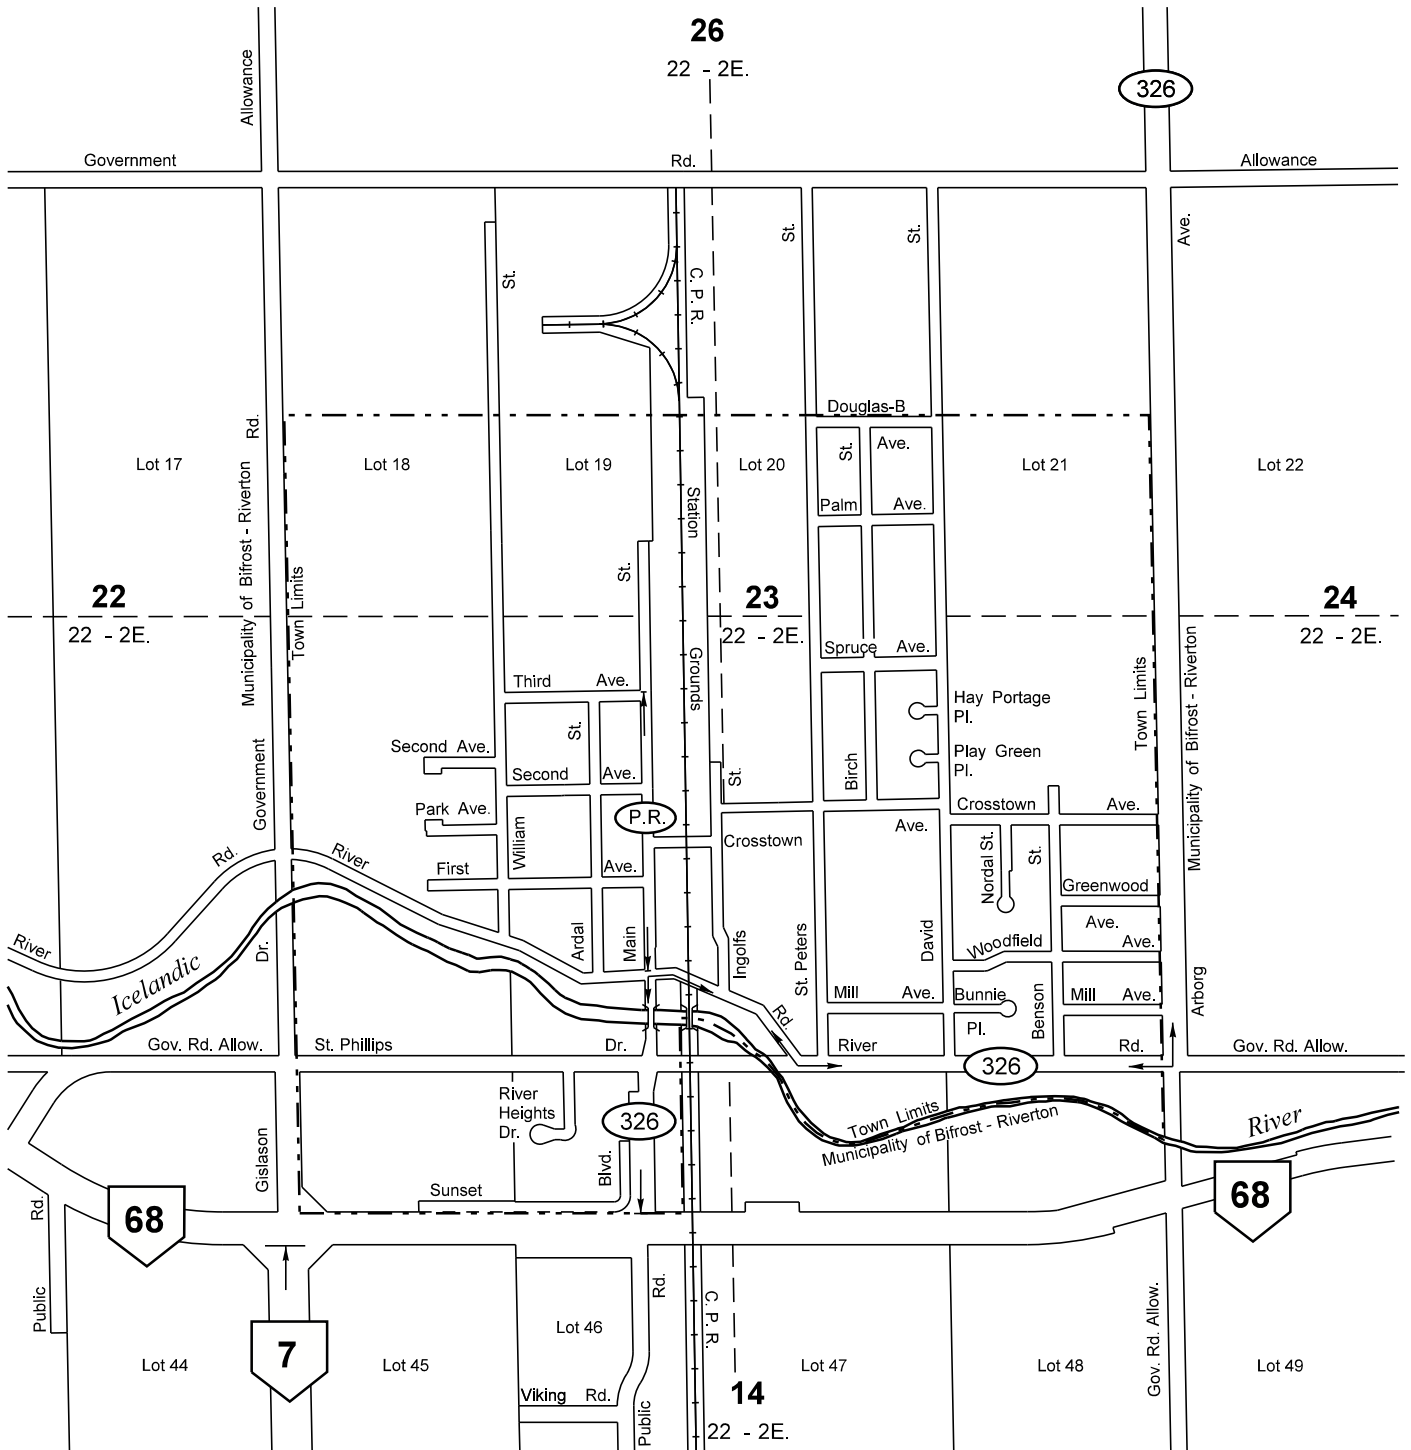 26
22 - 2E.
326
Allowance
Government
Rd.
Allowance
St.
St.
Ave.
St.
C. P. R.
Douglas-B
Rd.
St.
Ave.
Lot 17
Lot 18
Lot 19
Lot 20
Lot 21
Lot 22
Station
Palm
Ave.
St.
22
22 - 2E.
Municipality of Bifrost - Riverton
Town Limits
23
22 - 2E.
24
22 - 2E.
Spruce
Ave.
Third
Ave.
Grounds
Hay Portage
Pl.
Town Limits
Municipality of Bifrost - Riverton
Second Ave.
St.
Second
Ave.
St.
Birch
Play Green
Pl.
Government
Park Ave.
P.R.
Crosstown
Ave.
Ave.
Crosstown
Rd.
River
First
William
Ave.
Nordal St.
St.
Greenwood
Ave.
River
Dr.
Ardal
Main
Ingolfs
St. Peters
David
Woodfield
Ave.
Icelandic
Mill
Ave.
Bunnie
Pl.
Benson
Mill
Ave.
Arborg
Gov. Rd. Allow.
St. Phillips
Dr.
Rd.
River
Rd.
Gov. Rd. Allow.
326
River
Heights
Dr.
326
Town Limits
Municipality of Bifrost - Riverton
River
Gislason
Blvd.
Sunset
Rd.
68
68
Public
Rd.
C. P. R.
Gov. Rd. Allow.
7
Lot 46
Lot 44
Lot 45
Lot 47
Lot 48
Lot 49
Viking Rd.
Public
14
22 - 2E.